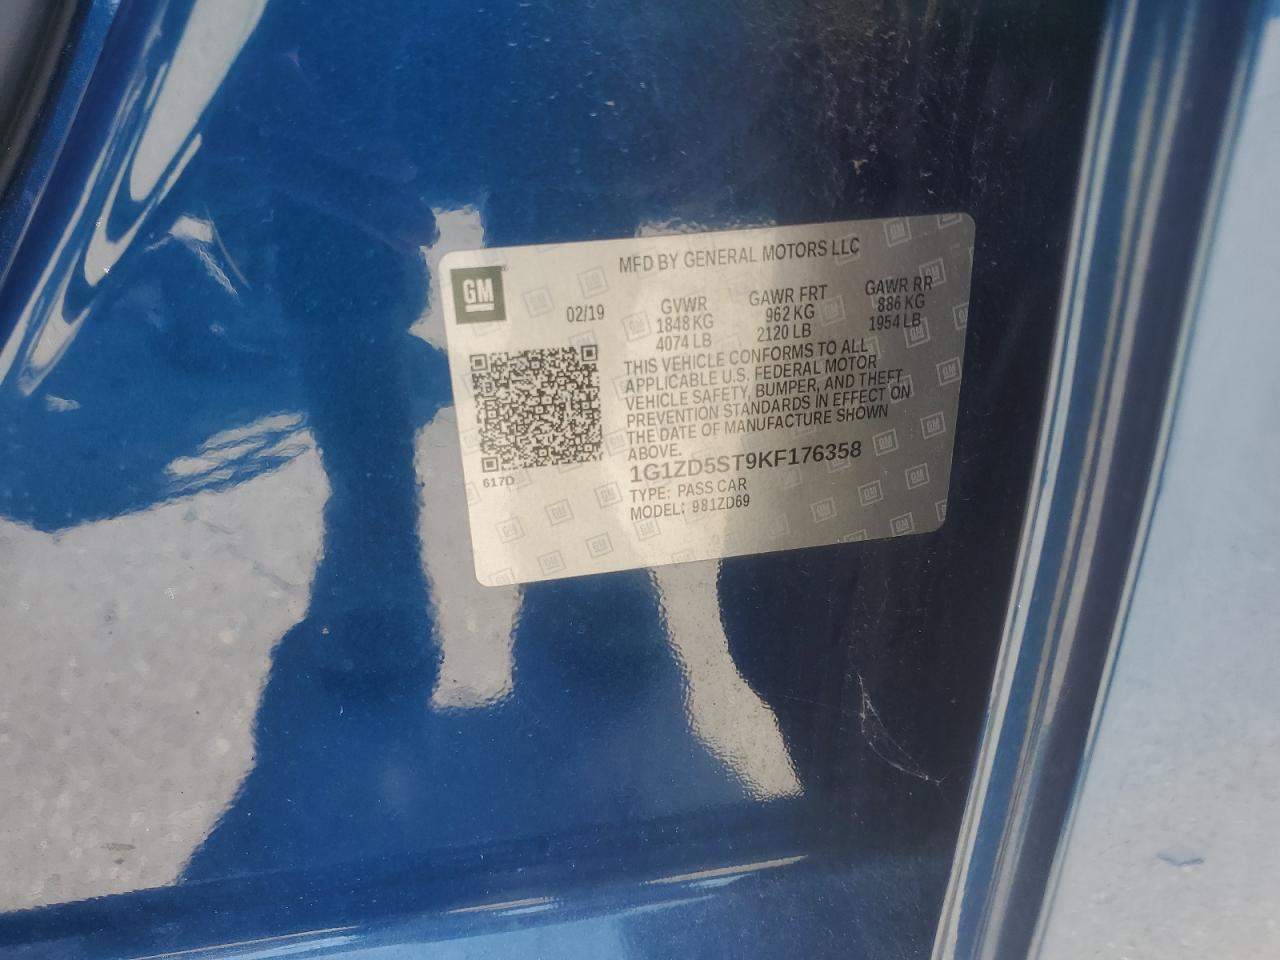 MFD BY GENERAL MOTORS LLC
GM
02/19
GVWR
1848 KG
4074 LB
GAWR FRT
962 KG
2120 LB
GAWR RR
886 KG
1954 LB
THIS VEHICLE CONFORMS TO ALL
APPLICABLE U.S. FEDERAL MOTOR
VEHICLE SAFETY, BUMPER, AND THEFT
PREVENTION STANDARDS IN EFFECT ON
THE DATE OF MANUFACTURE SHOWN
ABOVE.
1G1ZD5ST9KF176358
TYPE: PASS CAR
MODEL: 981ZD69
617D